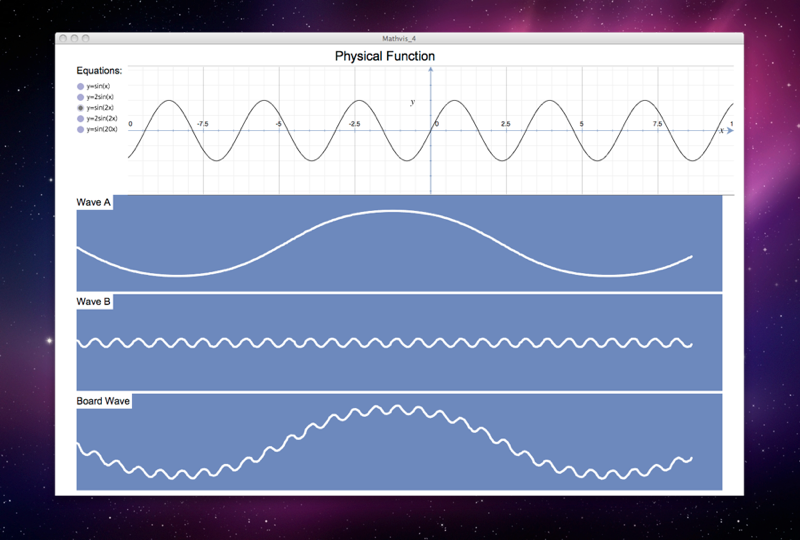 Mathvis_4
Physical Function
Equations:
y=sin(x)
y=2sin(x)
y=sin(2x)
y=2sin(2x)
y=sin(20x)
y
0 -7.5 -5 -2.5 0 2.5 5 7.5 1
x
Wave A
Wave B
Board Wave